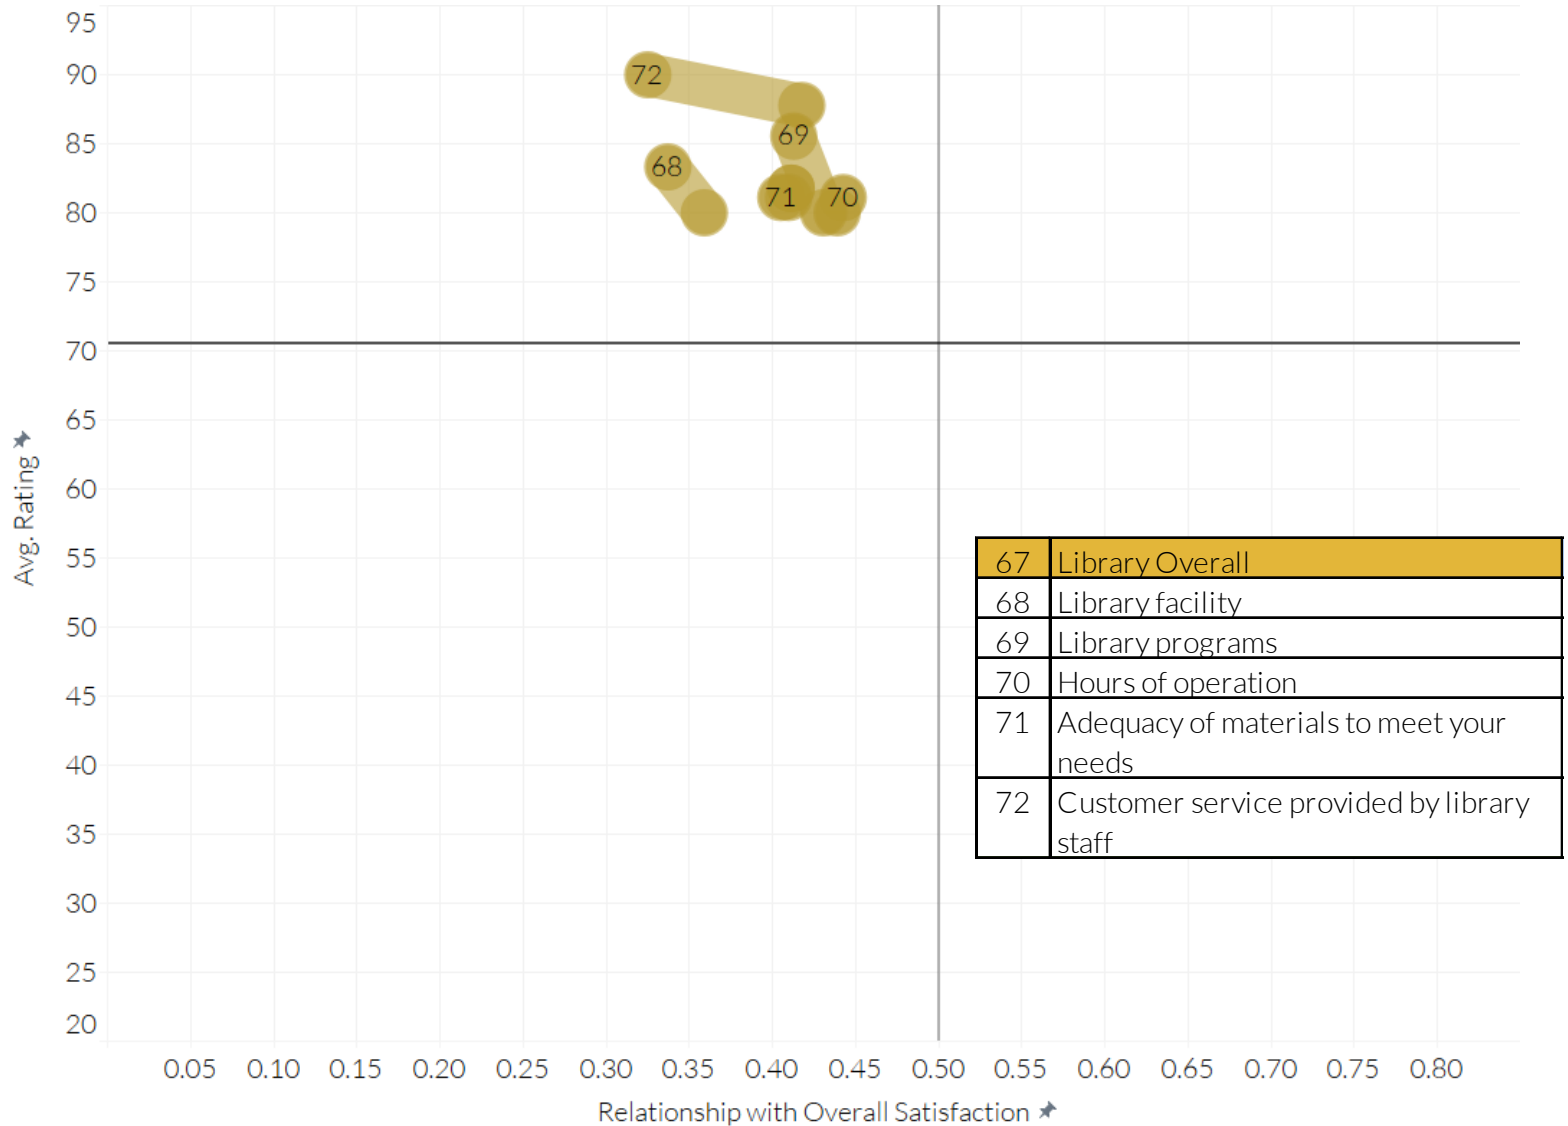 95
90
85
80
75
70
65
60
55
50
45
40
35
30
25
20
Avg. Rating
72
69
68
71
70
67 Library Overall
68 Library facility
69 Library programs
70 Hours of operation
71 Adequacy of materials to meet your
needs
72 Customer service provided by library
staff
0.05 0.10 0.15 0.20 0.25 0.30 0.35 0.40 0.45 0.50 0.55 0.60 0.65 0.70 0.75 0.80
Relationship with Overall Satisfaction